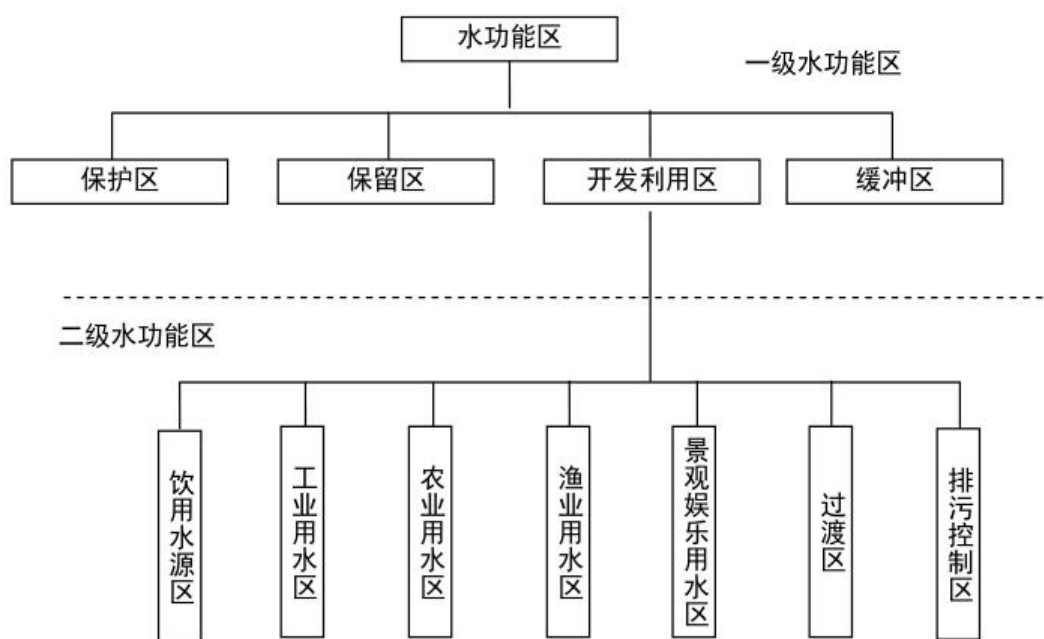 水功能区
一级水功能区
保护区
保留区
开发利用区
缓冲区
二级水功能区
饮用水源区
工业用水区
农业用水区
渔业用水区
景观娱乐用水区
过渡区
排污控制区